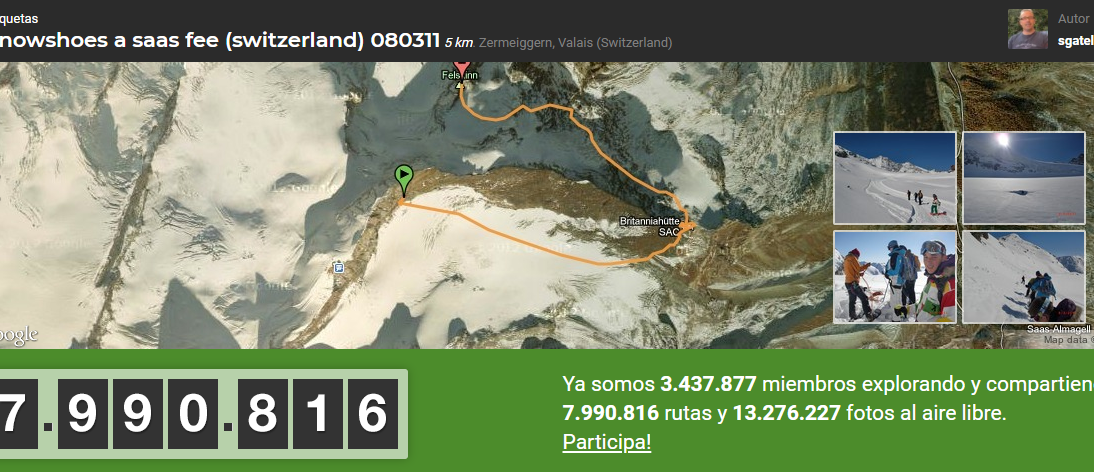 quetas
Autor
nowshoes a saas fee (switzerland) 080311 5 km. Zermeiggern, Valais (Switzerland)
sgatel
Britanniahütte
SAC
oogle
Saas-Almagell
Map data ©
7.990.816
Ya somos 3.437.877 miembros explorando y compartien
7.990.816 rutas y 13.276.227 fotos al aire libre.
Participa!